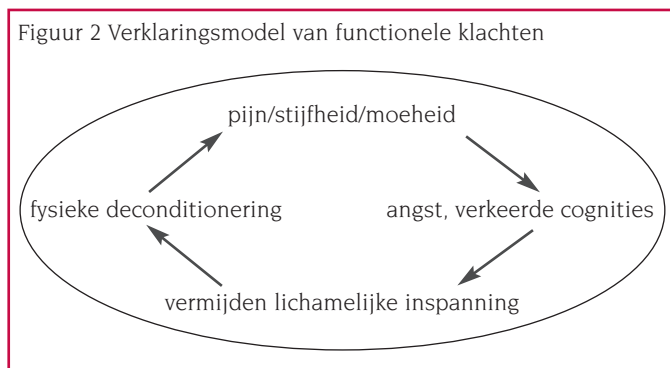 Figuur 2 Verklaringsmodel van functionele klachten
pijn/stijfheid/moeheid
fysieke deconditionering
angst, verkeerde cognities
vermijden lichamelijke inspanning